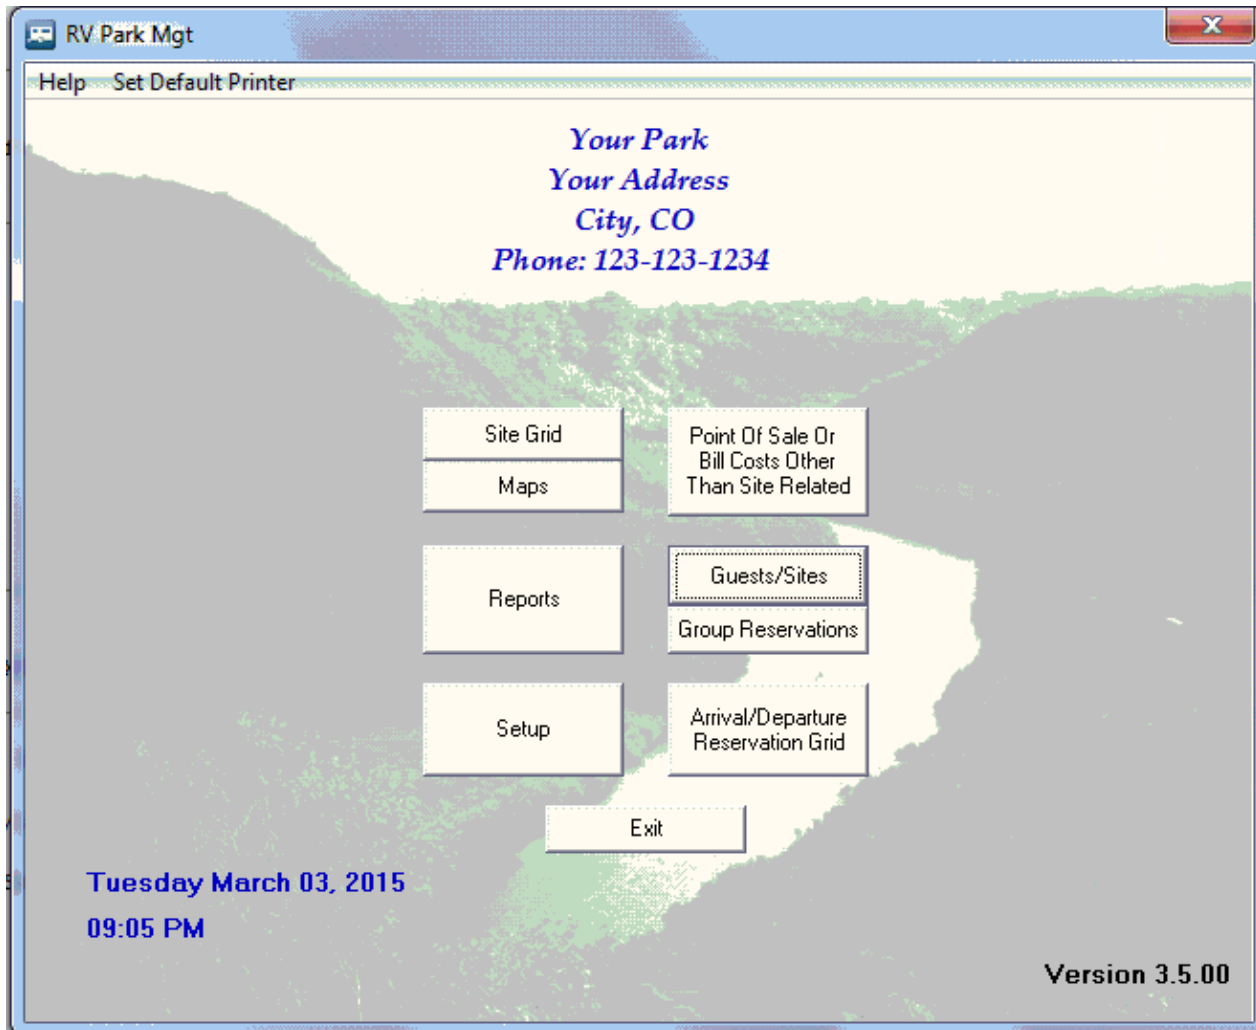 RV Park Mgt
Help Set Default Printer
Your Park
Your Address
City, CO
Phone: 123-123-1234
Site Grid
Maps
Point Of Sale Or
Bill Costs Other
Than Site Related
Reports
Guests/Sites
Group Reservations
Setup
Arrival/Departure
Reservation Grid
Exit
Tuesday March 03, 2015
09:05 PM
Version 3.5.00